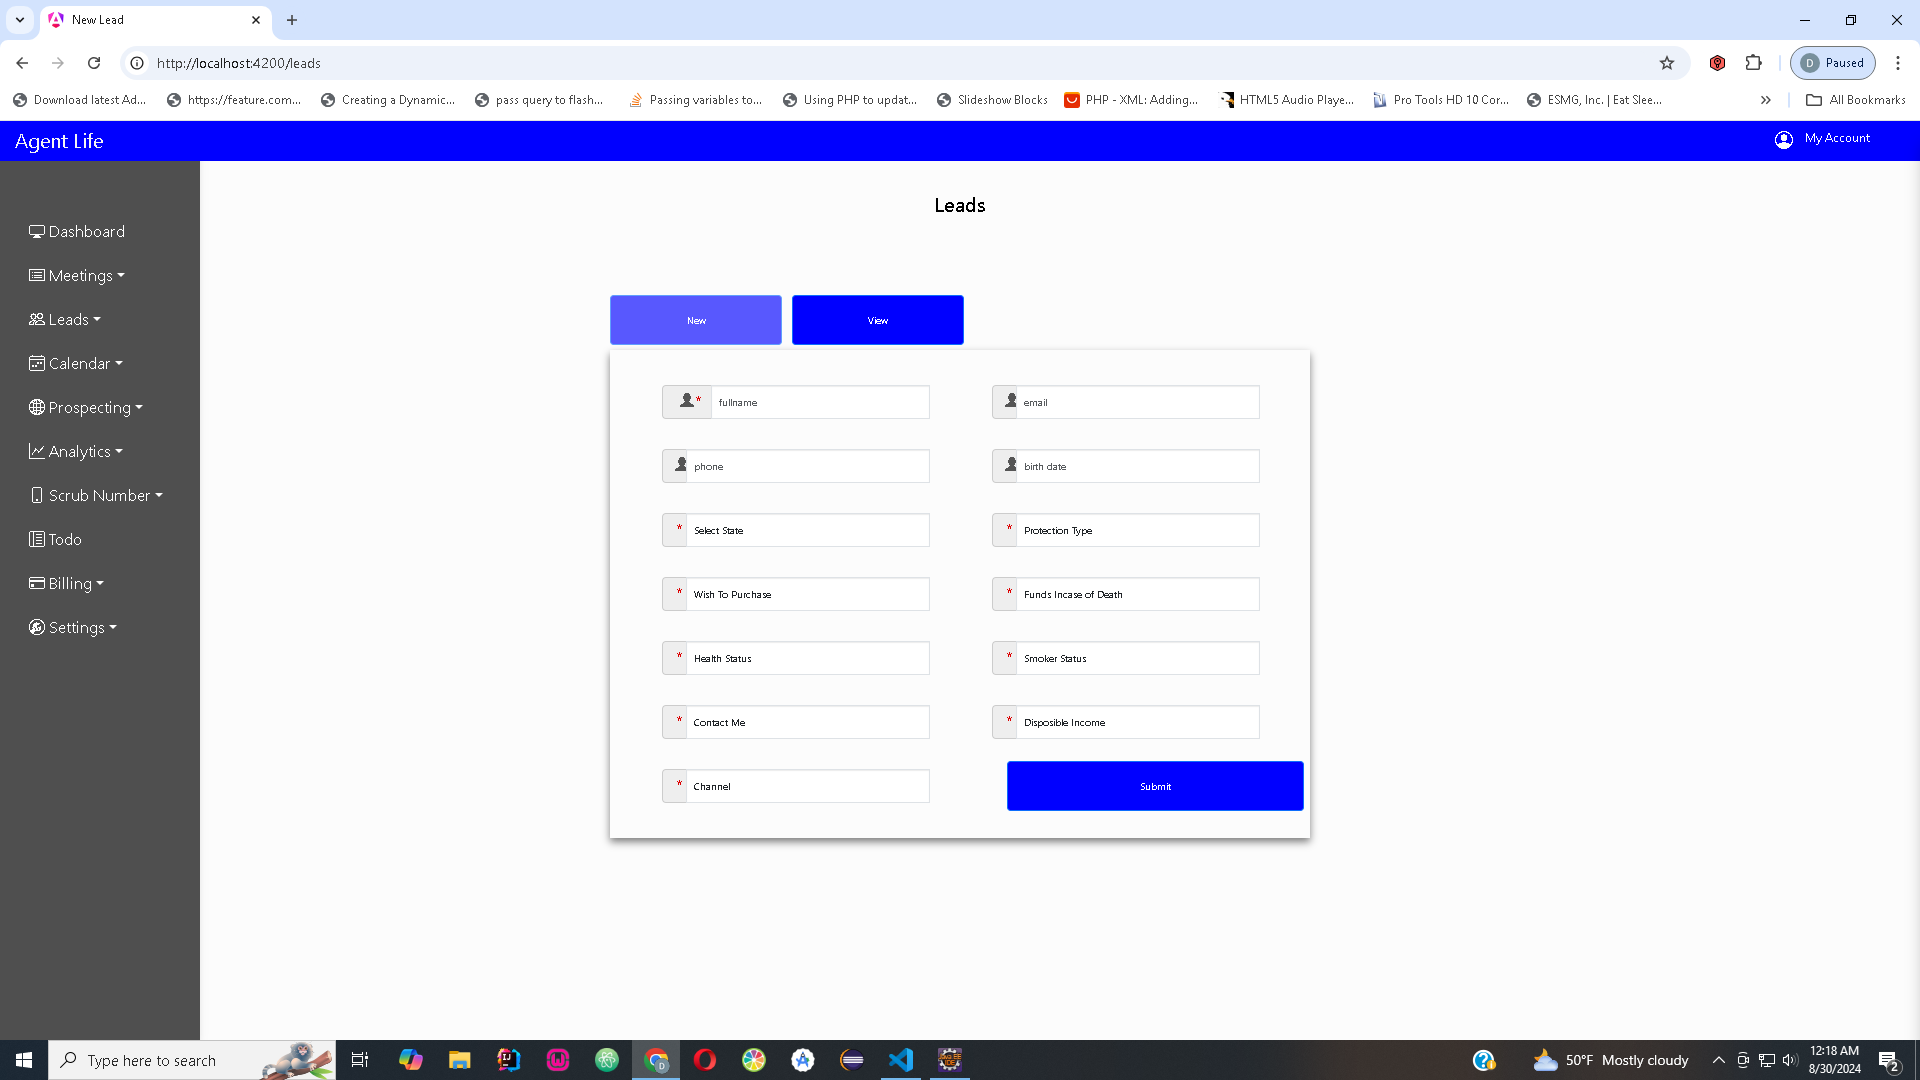 New Lead
http://localhost:4200/leads
D Paused
Download latest Ad...
https://feature.com...
Creating a Dynamic...
pass query to flash...
Passing variables to...
Using PHP to updat...
Slideshow Blocks
PHP - XML: Adding...
HTML5 Audio Playe...
Pro Tools HD 10 Cor...
ESMG, Inc. | Eat Slee...
All Bookmarks
Agent Life
My Account
Leads
Dashboard
Meetings
Leads
Calendar
Prospecting
Analytics
Scrub Number
Todo
Billing
Settings
New
View
* fullname
email
phone
birth date
* Select State
* Protection Type
* Wish To Purchase
* Funds Incase of Death
* Health Status
* Smoker Status
* Contact Me
* Disposible Income
* Channel
Submit
Type here to search
50°F Mostly cloudy
12:18 AM
8/30/2024
2